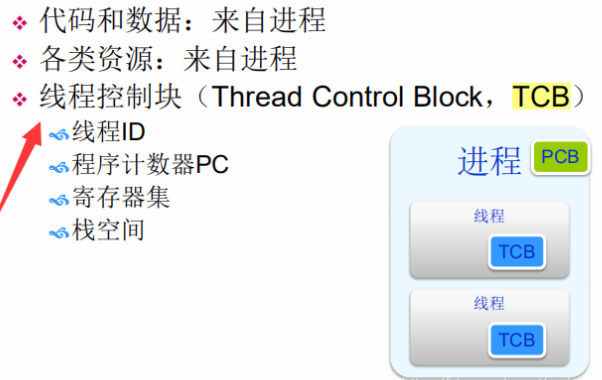 代码和数据：来自进程
各类资源：来自进程
线程控制块（Thread Control Block，TCB）
线程ID
程序计数器PC
寄存器集
栈空间
进程
PCB
线程
TCB
线程
TCB